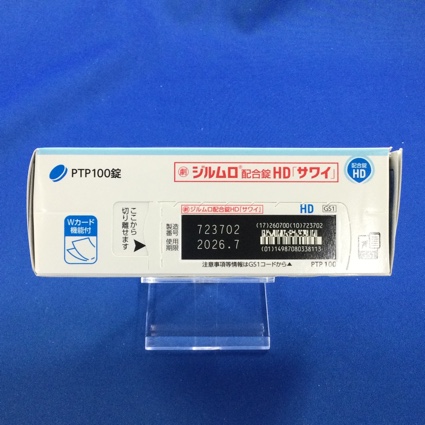 PTP100錠
劇 ジルムロ®配合錠HD「サワイ」
配合錠
HD
Wカード
機能付
ここから
切り離せます
劇 ジルムロ配合錠HD「サワイ」 HD GS1
製造番号 723702
使用期限 2026.7
(17)260700(10)723702
(01)14987080338113
注意事項等情報はGS1コードから▲
PTP 100